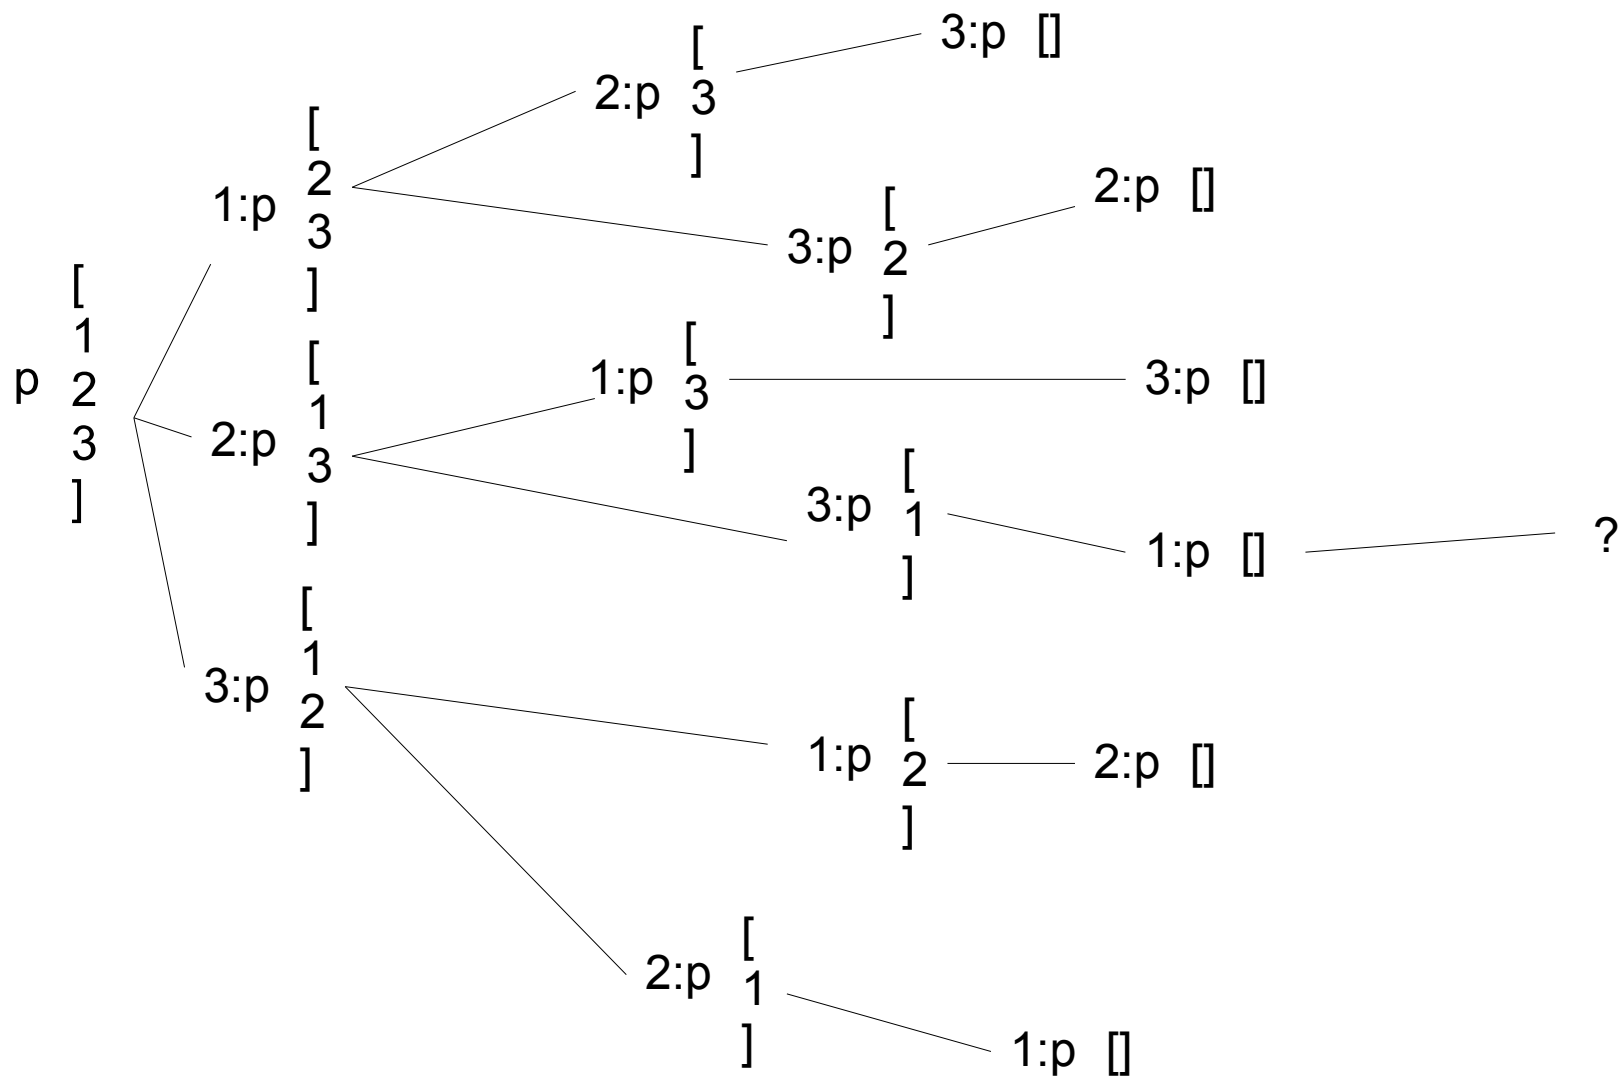 p [ 1 2 3 ]
1:p [ 2 3 ]
2:p [ 3 ]
3:p []
3:p [ 2 ]
2:p []
2:p [ 1 3 ]
1:p [ 3 ]
3:p []
3:p [ 1 ]
1:p []
?
3:p [ 1 2 ]
1:p [ 2 ]
2:p []
2:p [ 1 ]
1:p []